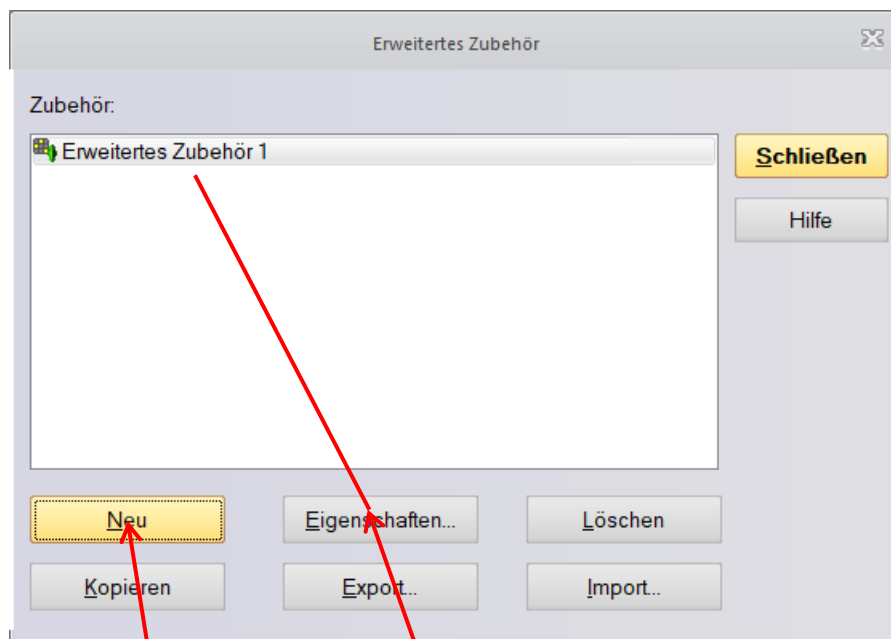 Erweitertes Zubehör
Zubehör:
Erweitertes Zubehör 1
Schließen
Hilfe
Neu
Eigenschaften...
Löschen
Kopieren
Export...
Import...